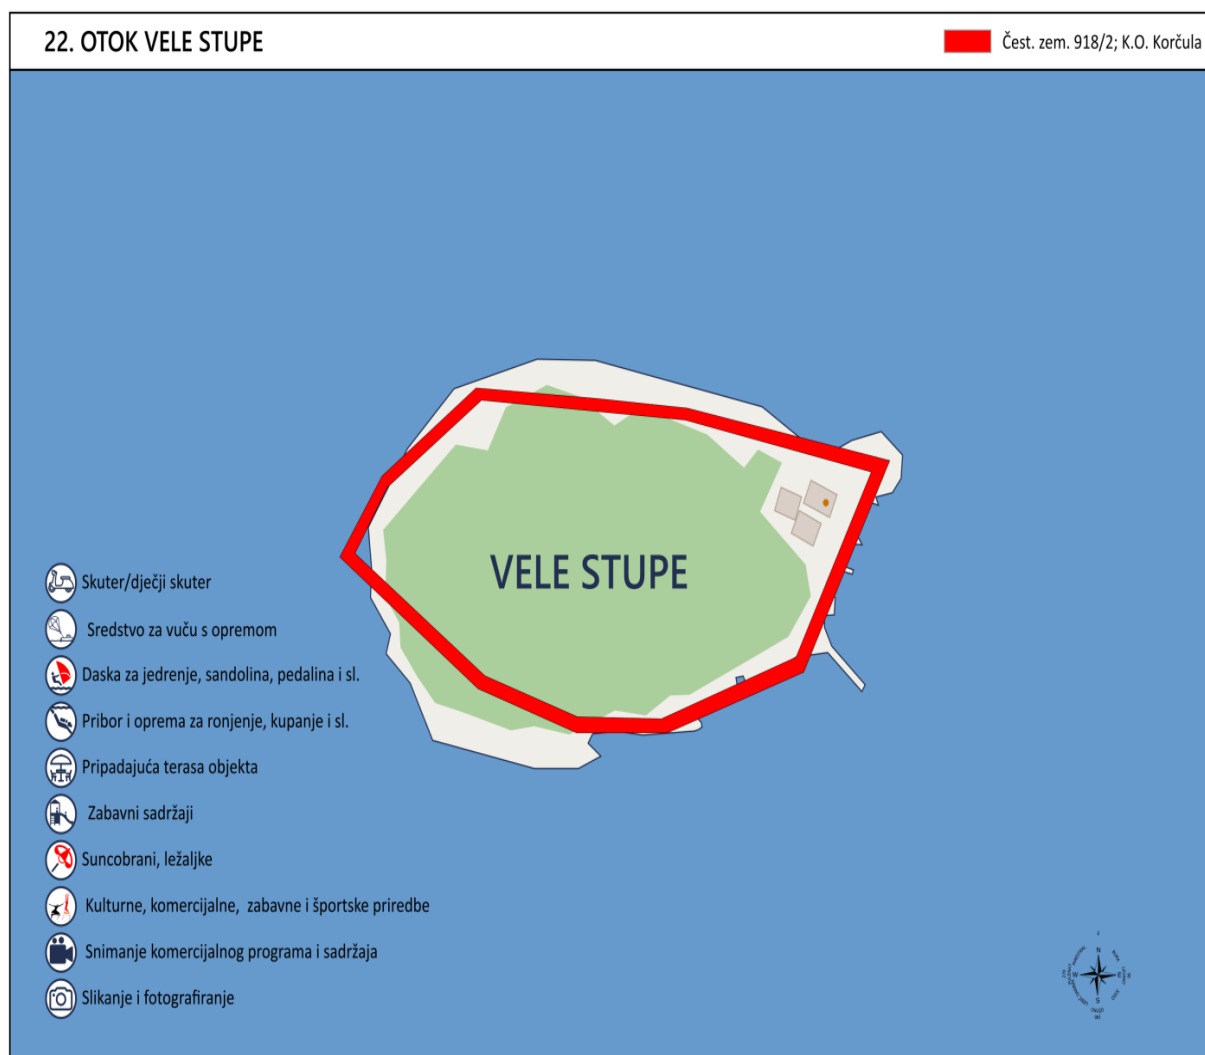 22. OTOK VELE STUPE
Čest. zem. 918/2; K.O. Korčula
VELE STUPE
Skuter/dječji skuter
Sredstvo za vuču s opremom
Daska za jedrenje, sandolina, pedalina i sl.
Pribor i oprema za ronjenje, kupanje i sl.
Pripadajuća terasa objekta
Zabavni sadržaji
Suncobrani, ležaljke
Kulturne, komercijalne, zabavne i športske priredbe
Snimanje komercijalnog programa i sadržaja
Slikanje i fotografiranje
N
W
S